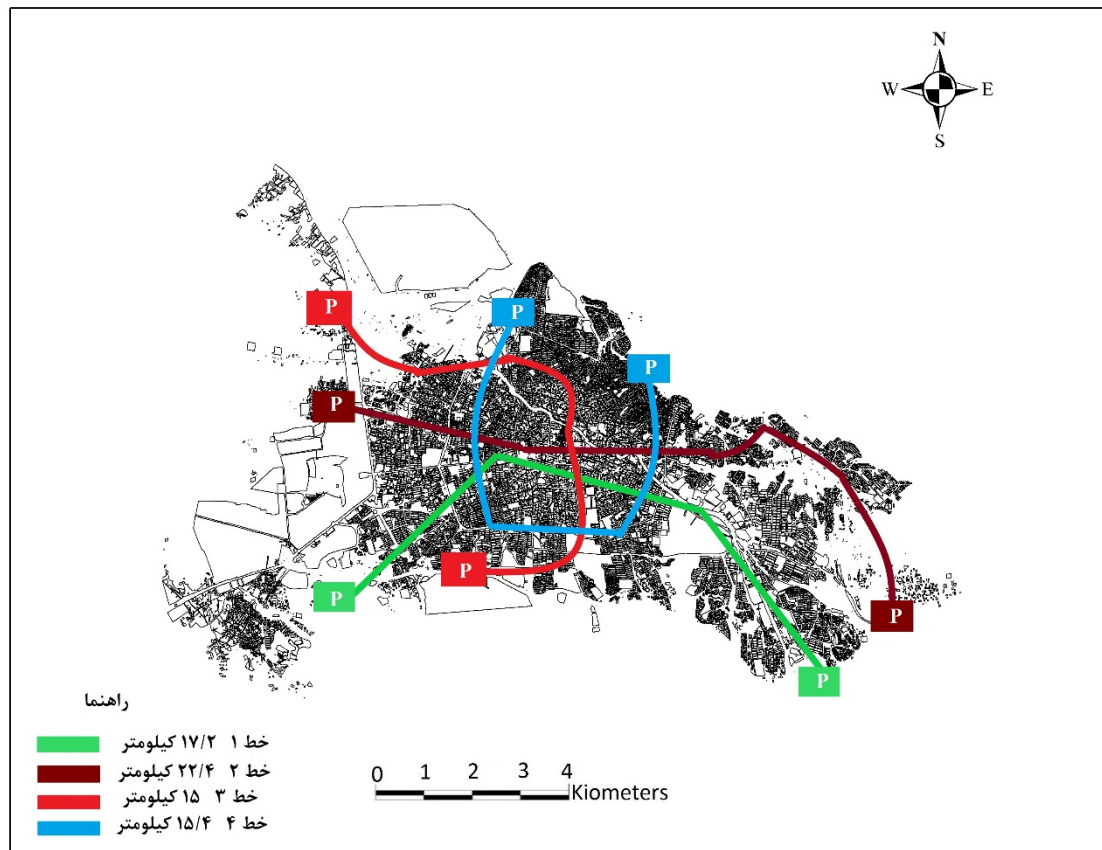 N
W E
S
P
P
P
P
P
P
P
P
راهنما
خط ۱ ۱۷/۲ کیلومتر
خط ۲ ۲۲/۴ کیلومتر
خط ۳ ۱۵ کیلومتر
خط ۴ ۱۵/۴ کیلومتر
0 1 2 3 4
Kiometers